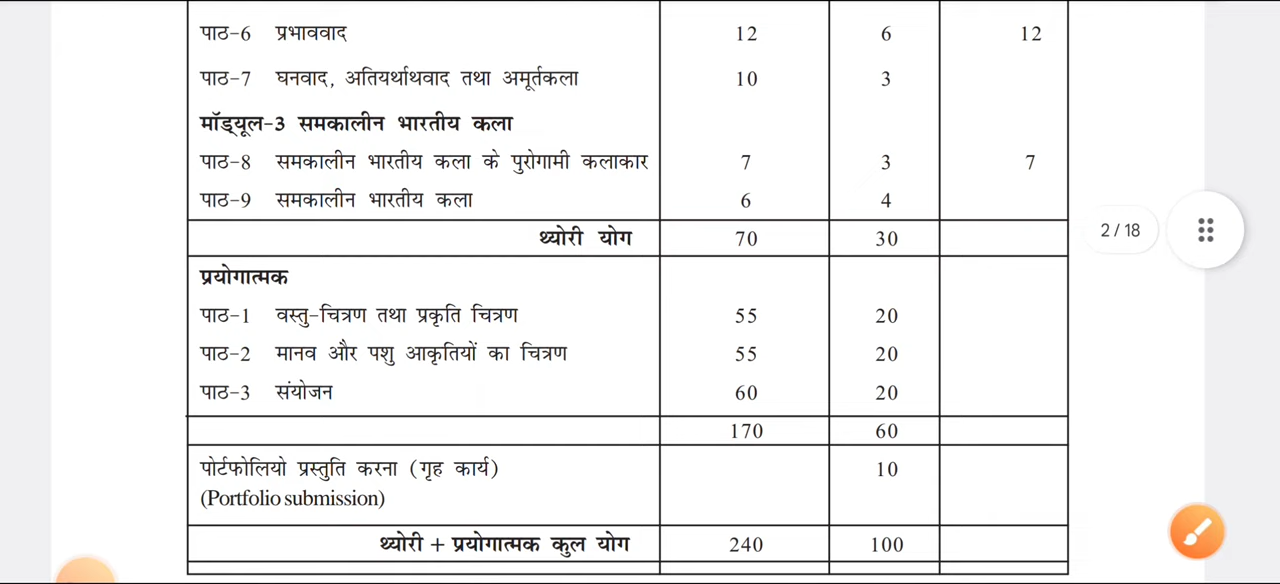 पाठ-6 प्रभाववाद 12 6 12
पाठ-7 घनवाद, अतियर्थाथवाद तथा अमूर्तकला 10 3
मॉड्यूल-3 समकालीन भारतीय कला
पाठ-8 समकालीन भारतीय कला के पुरोगामी कलाकार 7 3 7
पाठ-9 समकालीन भारतीय कला 6 4
थ्योरी योग 70 30
2 / 18
प्रयोगात्मक
पाठ-1 वस्तु-चित्रण तथा प्रकृति चित्रण 55 20
पाठ-2 मानव और पशु आकृतियों का चित्रण 55 20
पाठ-3 संयोजन 60 20
170 60
पोर्टफोलियो प्रस्तुति करना (गृह कार्य) 10
(Portfolio submission)
थ्योरी + प्रयोगात्मक कुल योग 240 100